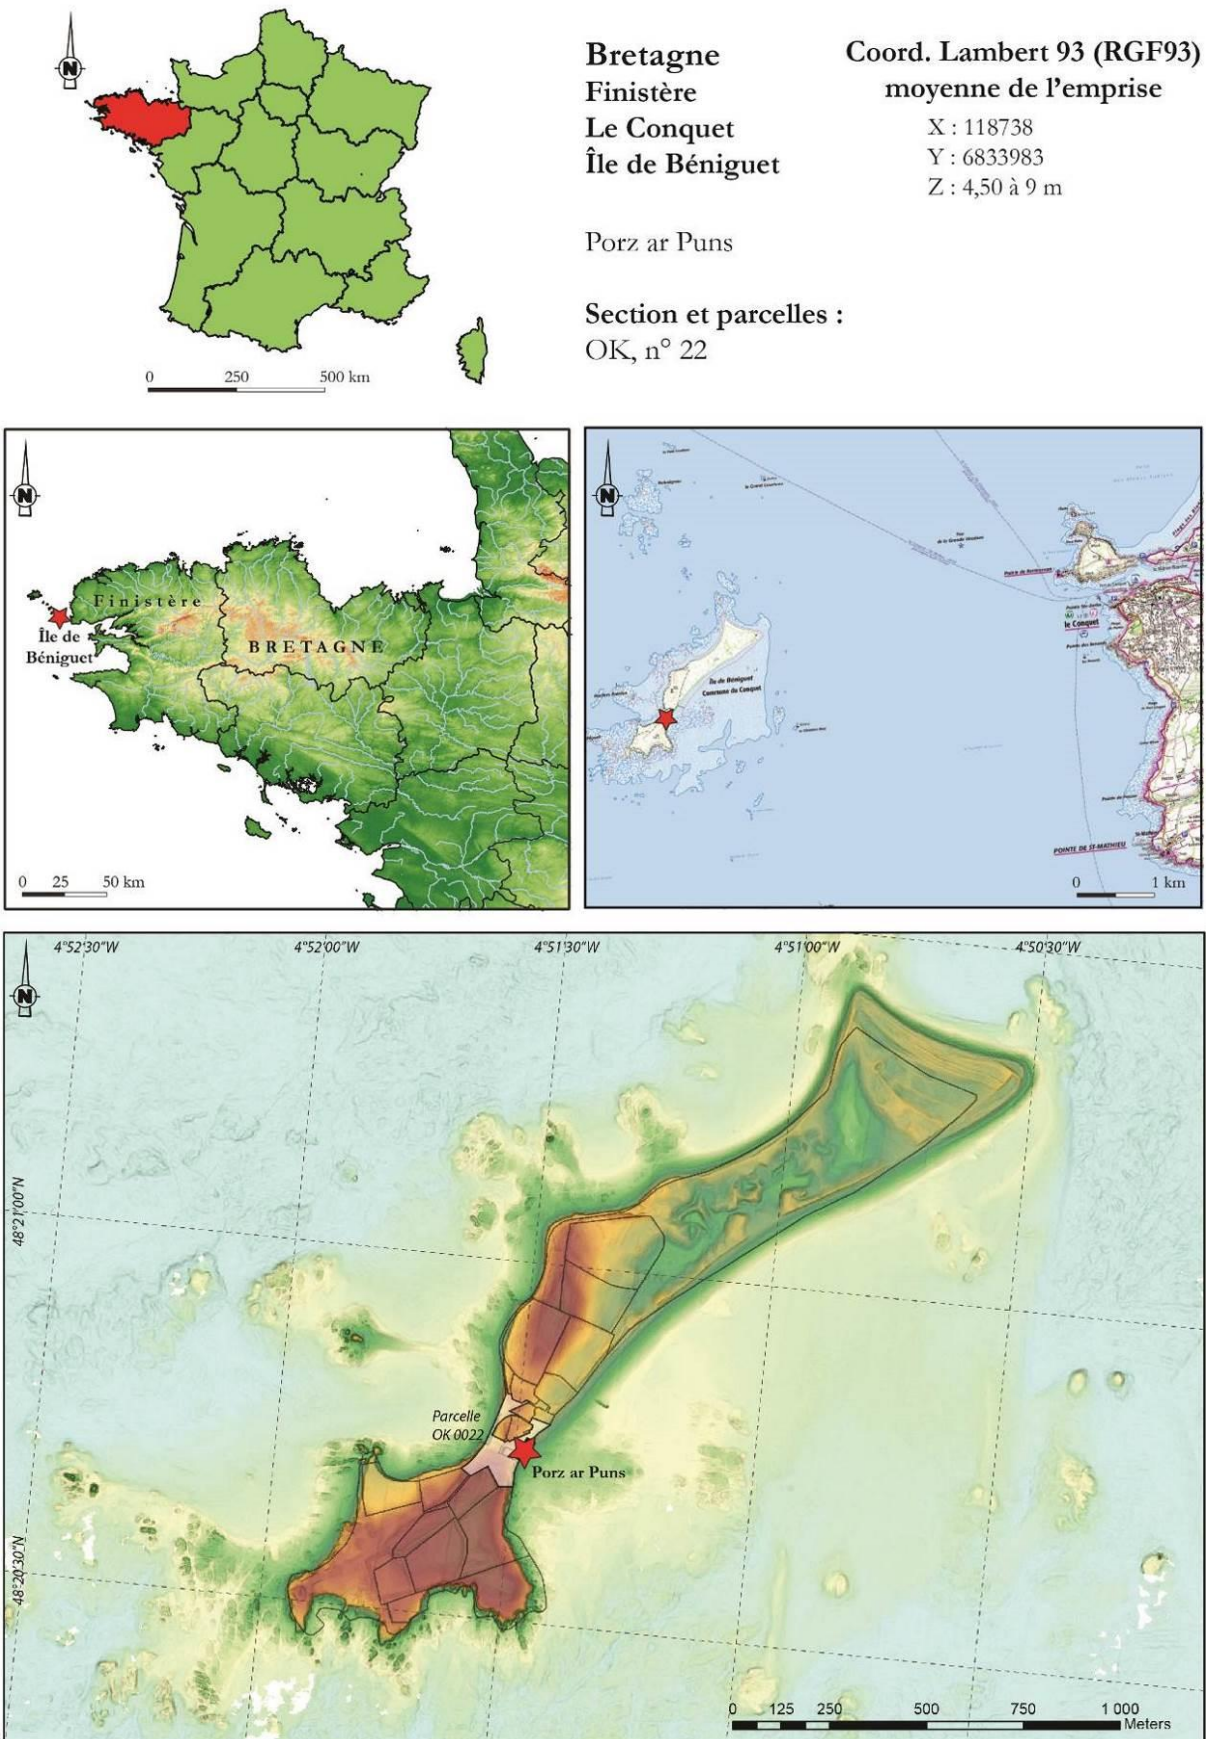 N
Bretagne
Finistère
Le Conquet
Île de Béniguet
Porz ar Puns
Section et parcelles :
OK, n° 22
Coord. Lambert 93 (RGF93)
moyenne de l'emprise
X : 118738
Y : 6833983
Z : 4,50 à 9 m
0 250 500 km
N
Finistère
Île de
Béniguet
BRETAGNE
0 25 50 km
N
le Conquet
Île de Béniguet
Commune du Conquet
POINTE DE ST-MATHIEU
0 1 km
4°52'30"W 4°52'00"W 4°51'30"W 4°51'00"W 4°50'30"W
N
48°21'00"N
Parcelle
OK 0022
Porz ar Puns
48°20'30"N
0 125 250 500 750 1 000
Meters